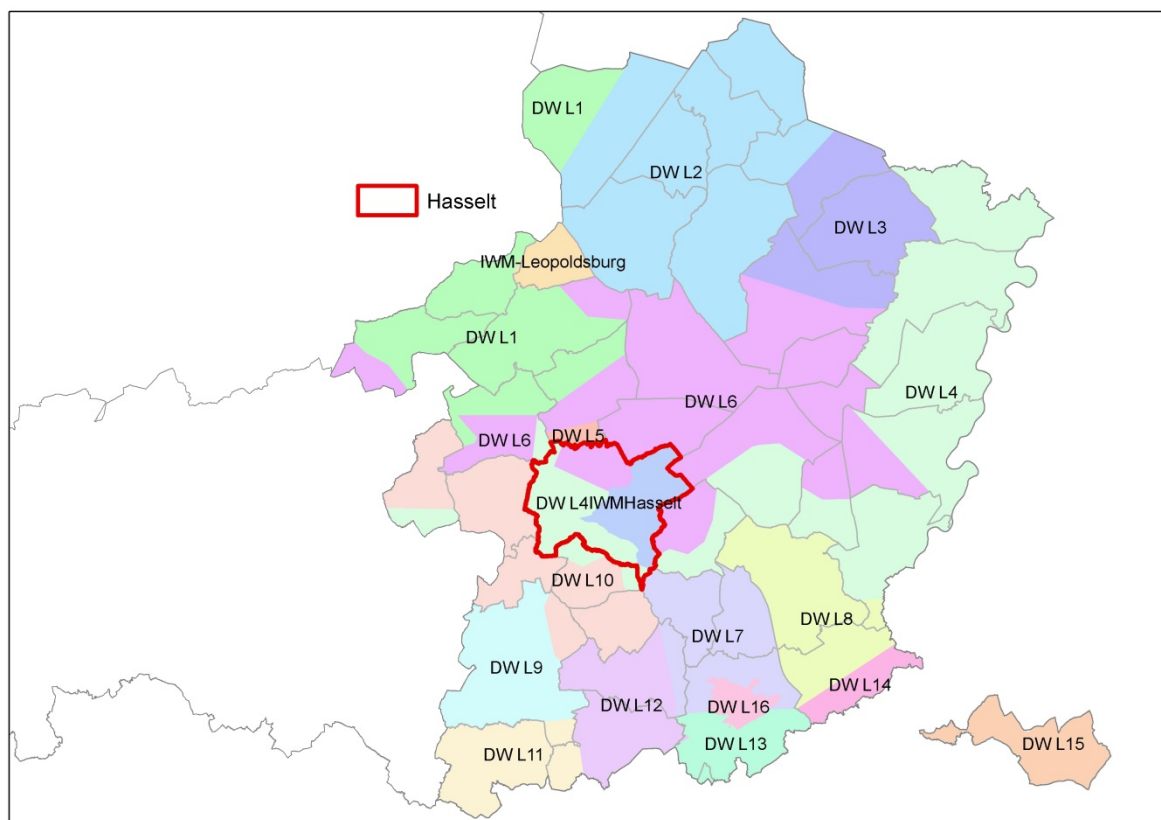 DW L1
DW L2
Hasselt
DW L3
IWM-Leopoldsburg
DW L1
DW L4
DW L6
DW L6
DW L5
DW L4
IWMHasselt
DW L10
DW L8
DW L7
DW L9
DW L14
DW L12
DW L16
DW L13
DW L15
DW L11